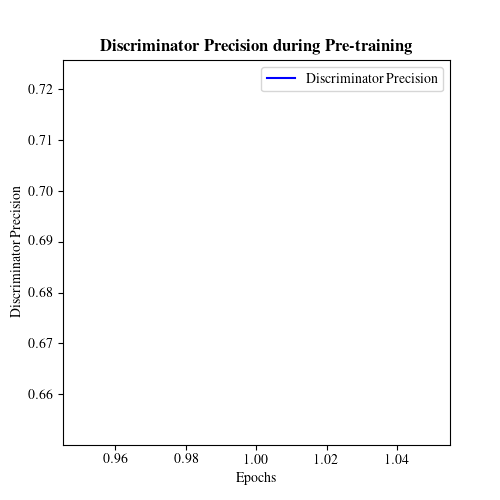 Discriminator Precision during Pre-training
Discriminator Precision
0.72
0.71
0.70
0.69
0.68
0.67
0.66
Discriminator Precision
0.96 0.98 1.00 1.02 1.04
Epochs